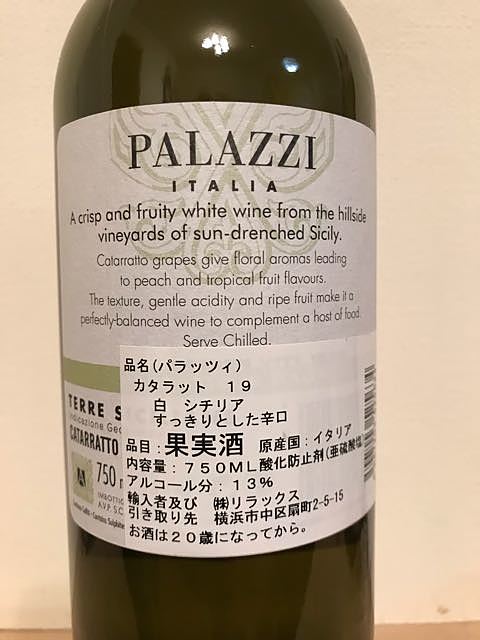 PALAZZI
ITALIA
A crisp and fruity white wine from the hillside
vineyards of sun-drenched Sicily.
Catarratto grapes give floral aromas leading
to peach and tropical fruit flavours.
The texture, gentle acidity and ripe fruit make it a
perfectly-balanced wine to complement a host of food.
Serve Chilled.
品名(パラッツィ)
カタラット 19
白 シチリア
すっきりとした辛口
品目:果実酒 原産国:イタリア
内容量:750ML酸化防止剤(亜硫酸塩
アルコール分:13%
輸入者及び ㈱リラックス
引き取り先 横浜市中区扇町2-5-15
お酒は20歳になってから。
TERRE S
Indicazione Geo
CATARRATTO
750
IMBOTTIG
A.V.P. S.C